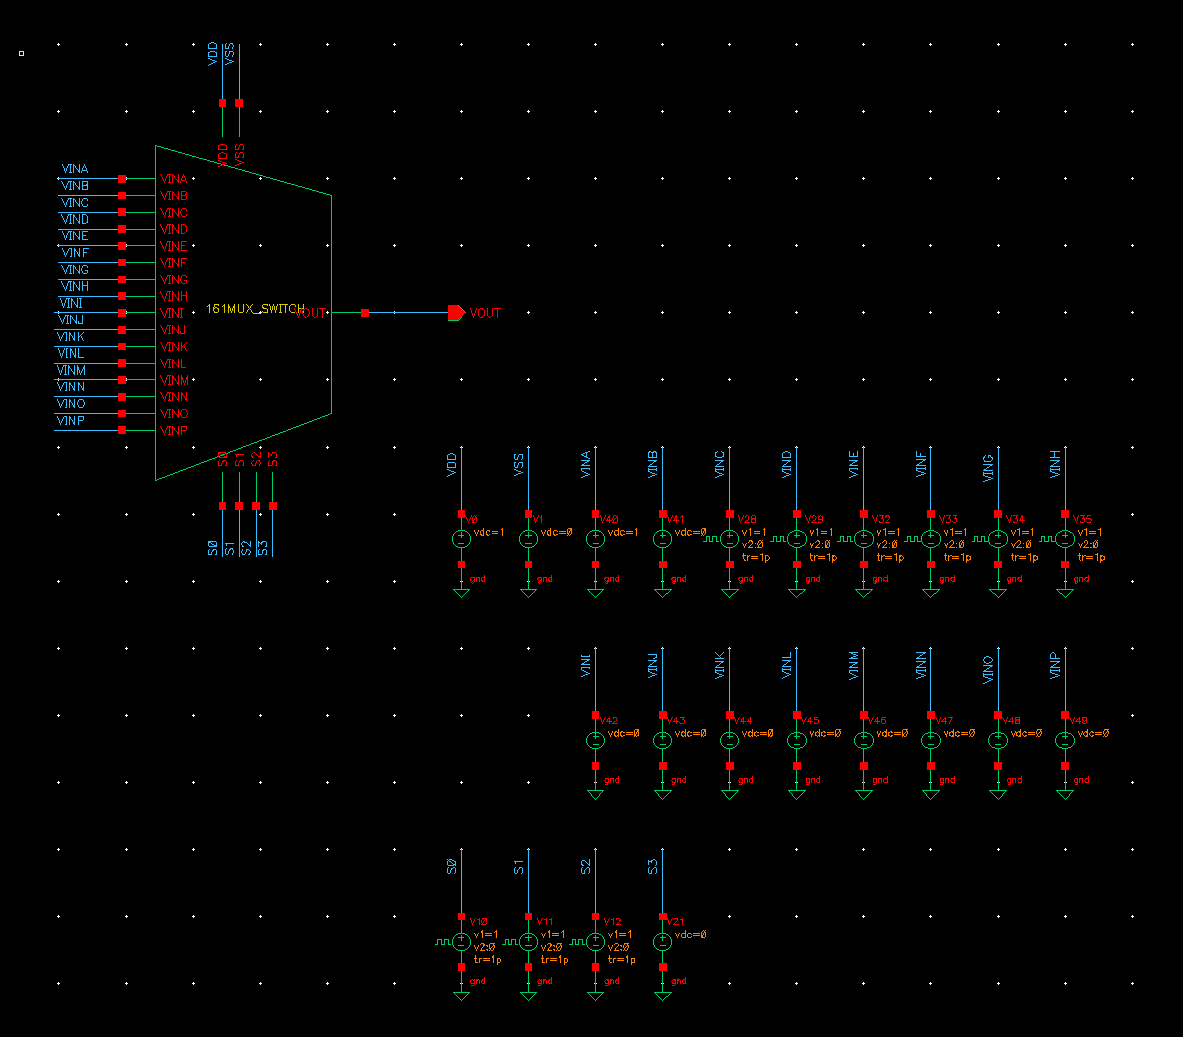 VDD VSS
VDD VSS
VINA VINA
VINB VINB
VINC VINC
VIND VIND
VINE VINE
VINF VINF
VING VING
VINH VINH
VINI VINI
161MUX_SWITCH VOUT VOUT
VINJ VINJ
VINK VINK
VINL VINL
VINM VINM
VINN VINN
VINO VINO
VINP VINP
S0 S1 S2 S3
S0 S1 S2 S3
VDD VSS VINA VINB VINC VIND VINE VINF VING VINH
V0 V1 V40 V41 V28 V29 V32 V33 V34 V35
vdc=1 vdc=0 vdc=1 vdc=0 v1=1 v1=1 v1=1 v1=1 v1=1 v1=1
v2:0 v2:0 v2:0 v2:0 v2:0 v2:0
tr=1p tr=1p tr=1p tr=1p tr=1p tr=1p
gnd gnd gnd gnd gnd gnd gnd gnd gnd gnd
VINI VINJ VINK VINL VINM VINN VINO VINP
V42 V43 V44 V45 V46 V47 V48 V49
vdc=0 vdc=0 vdc=0 vdc=0 vdc=0 vdc=0 vdc=0 vdc=0
gnd gnd gnd gnd gnd gnd gnd gnd
S0 S1 S2 S3
V10 V11 V12 V21
v1=1 v1=1 v1=1 vdc=0
v2:0 v2:0 v2:0
tr=1p tr=1p tr=1p
gnd gnd gnd gnd